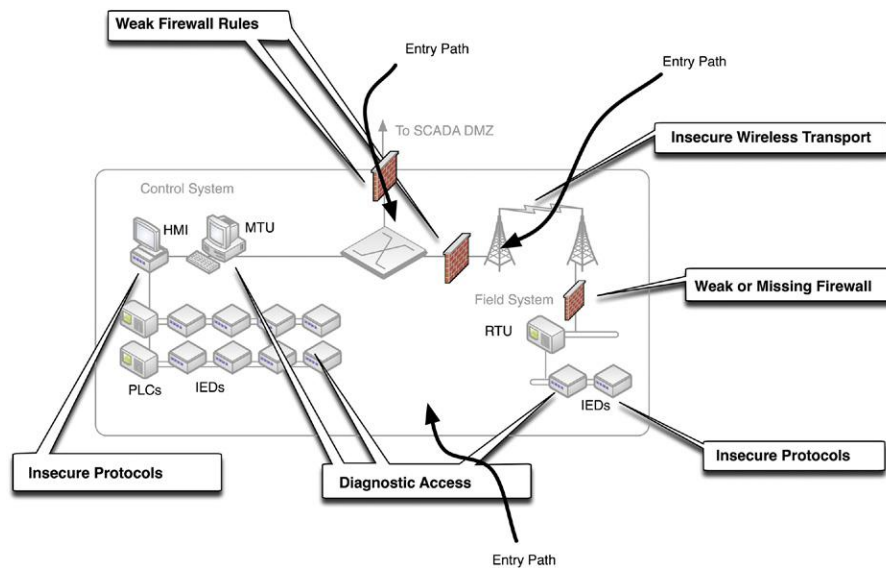 Weak Firewall Rules
Entry Path
Entry Path
To SCADA DMZ
Insecure Wireless Transport
Control System
HMI
MTU
Weak or Missing Firewall
Field System
RTU
PLCs
IEDs
IEDs
Insecure Protocols
Diagnostic Access
Insecure Protocols
Entry Path